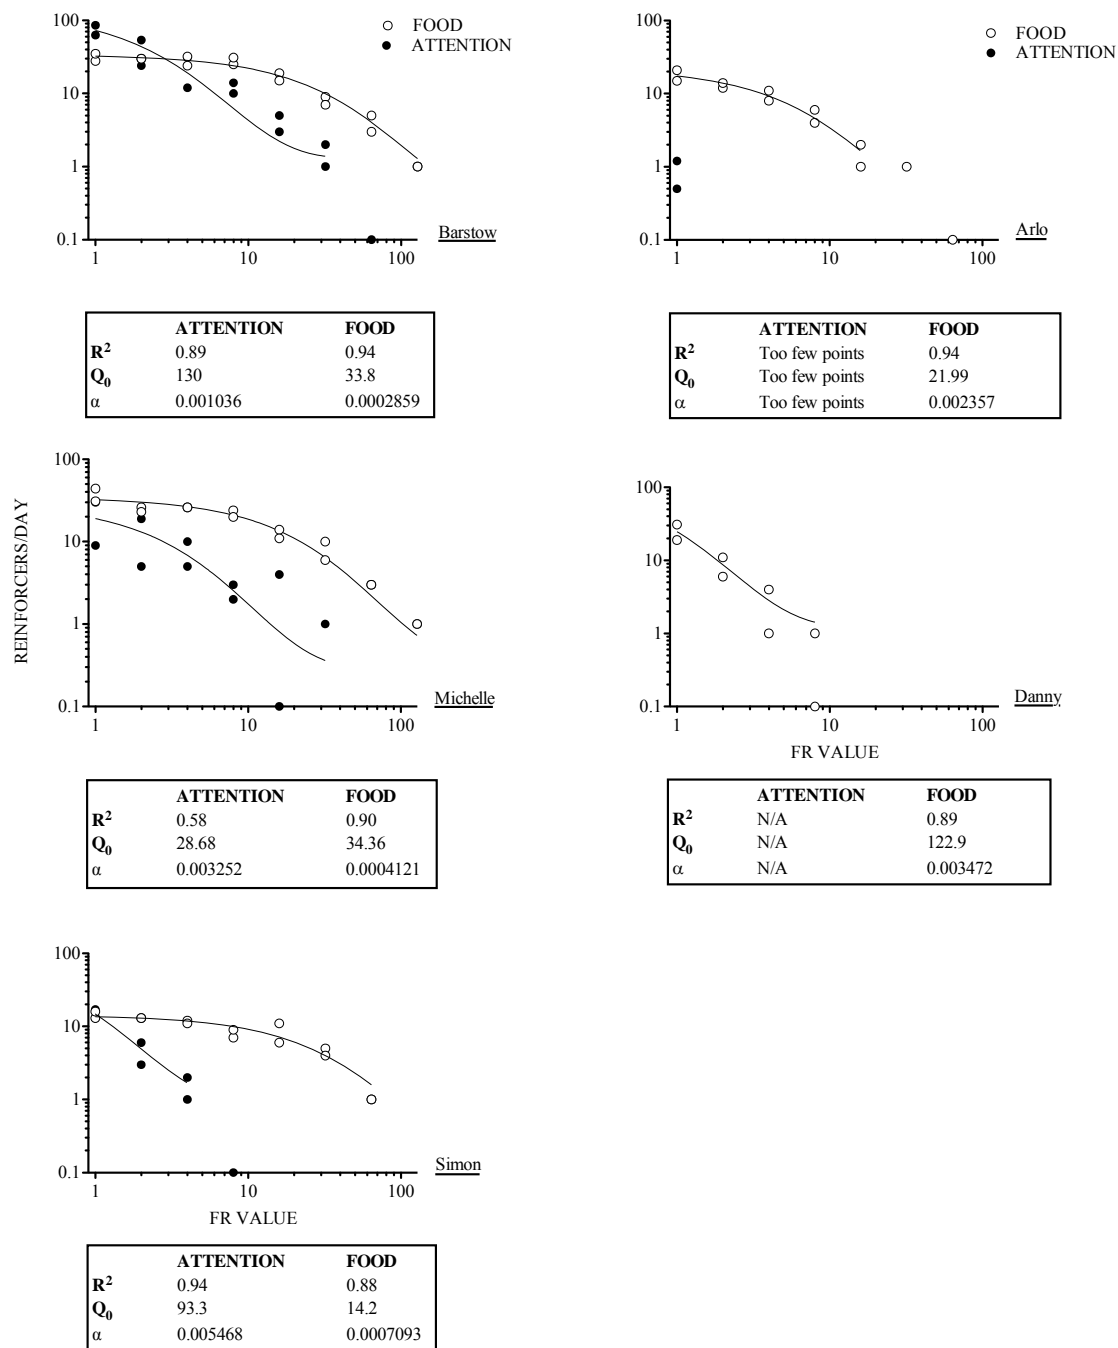 FOOD
ATTENTION
100
10
1
0.1
1 10 100
Barstow
ATTENTION FOOD
R² 0.89 0.94
Q₀ 130 33.8
α 0.001036 0.0002859
FOOD
ATTENTION
100
10
1
0.1
1 10 100
Arlo
ATTENTION FOOD
R² Too few points 0.94
Q₀ Too few points 21.99
α Too few points 0.002357
REINFORCERS/DAY
100
10
1
0.1
1 10 100
Michelle
ATTENTION FOOD
R² 0.58 0.90
Q₀ 28.68 34.36
α 0.003252 0.0004121
100
10
1
0.1
1 10 100
Danny
FR VALUE
ATTENTION FOOD
R² N/A 0.89
Q₀ N/A 122.9
α N/A 0.003472
100
10
1
0.1
1 10 100
Simon
FR VALUE
ATTENTION FOOD
R² 0.94 0.88
Q₀ 93.3 14.2
α 0.005468 0.0007093